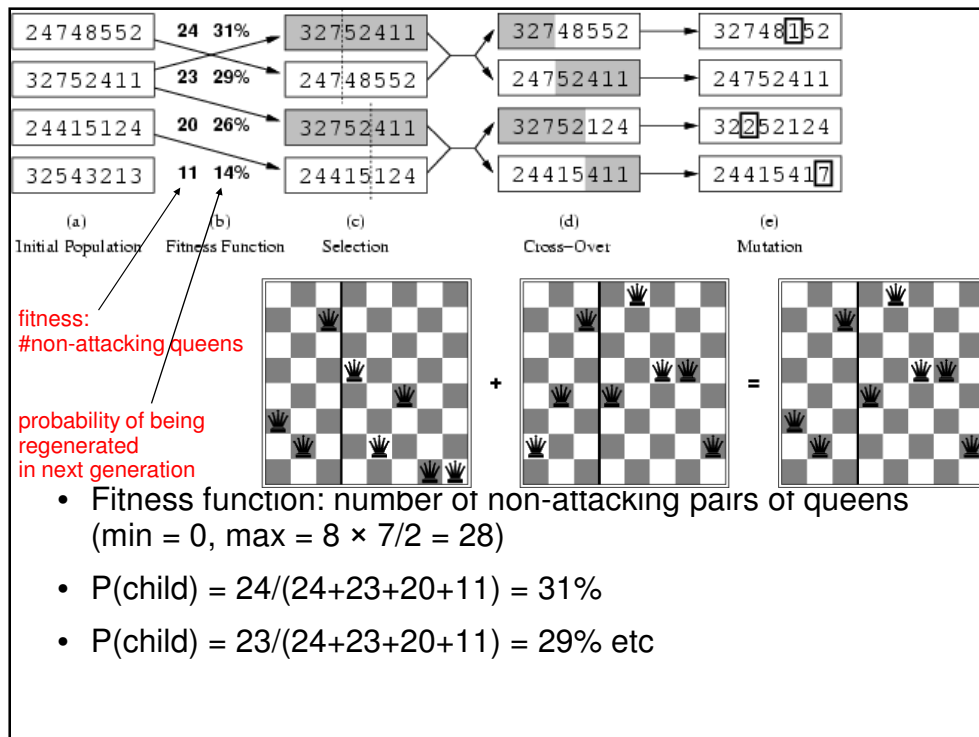 24748552 24 31% 32752411 32748552 32748152
32752411 23 29% 24748552 24752411 24752411
24415124 20 26% 32752411 32752124 32252124
32543213 11 14% 24415124 24415411 24415417
(a) (b) (c) (d) (e)
Initial Population Fitness Function Selection Cross–Over Mutation
fitness:
#non-attacking queens
+ =
probability of being
regenerated
in next generation
• Fitness function: number of non-attacking pairs of queens
(min = 0, max = 8 × 7/2 = 28)
• P(child) = 24/(24+23+20+11) = 31%
• P(child) = 23/(24+23+20+11) = 29% etc